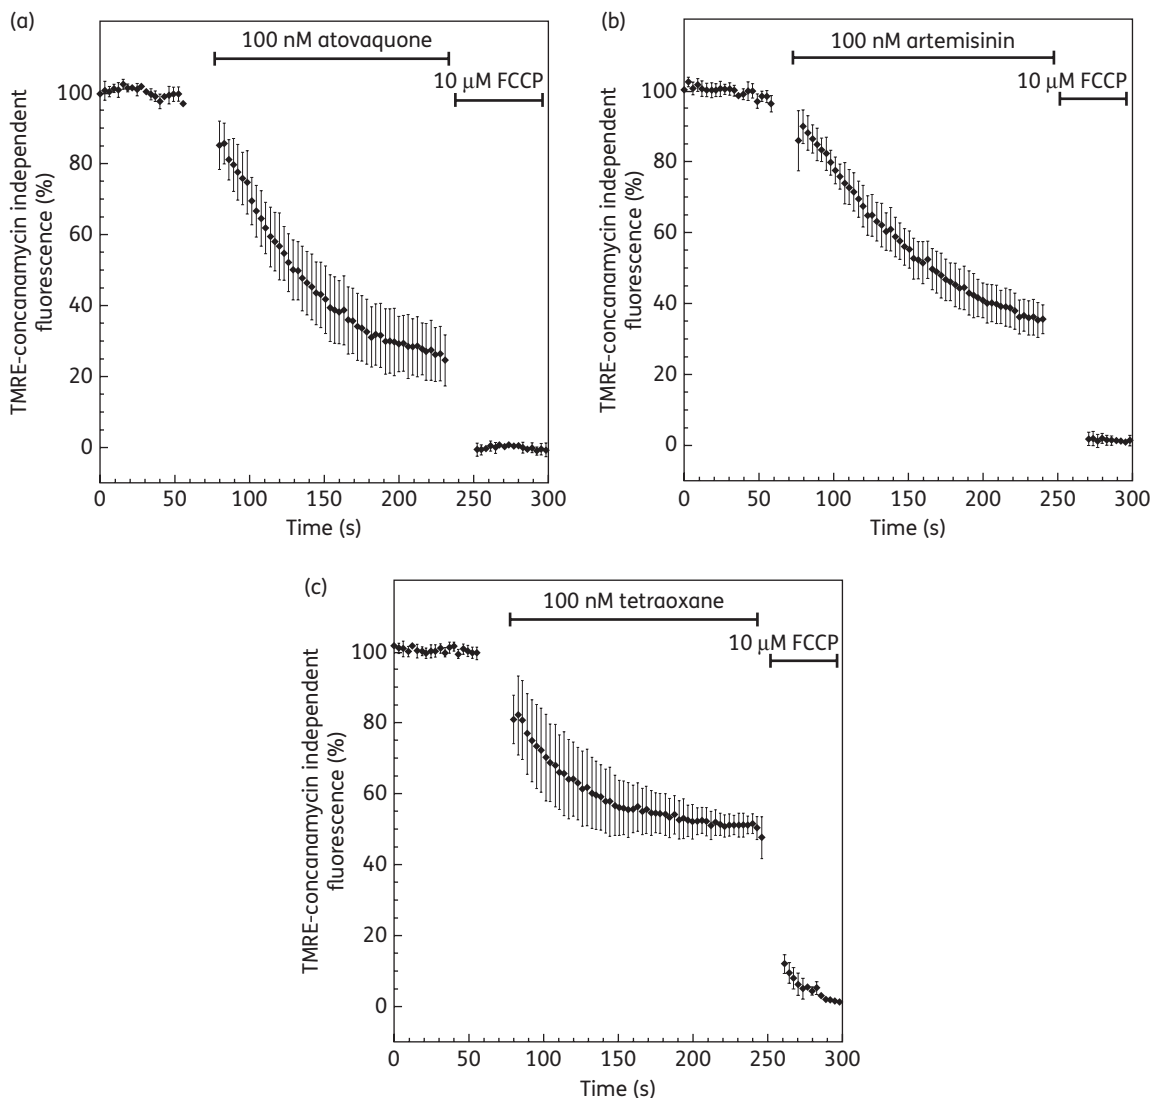 (a)
100 nM atovaquone
10 µM FCCP
TMRE-concanamycin independent
fluorescence (%)
100
80
60
40
20
0
0 50 100 150 200 250 300
Time (s)
(b)
100 nM artemisinin
10 µM FCCP
TMRE-concanamycin independent
fluorescence (%)
100
80
60
40
20
0
0 50 100 150 200 250 300
Time (s)
(c)
100 nM tetraoxane
10 µM FCCP
TMRE-concanamycin independent
fluorescence (%)
100
80
60
40
20
0
0 50 100 150 200 250 300
Time (s)